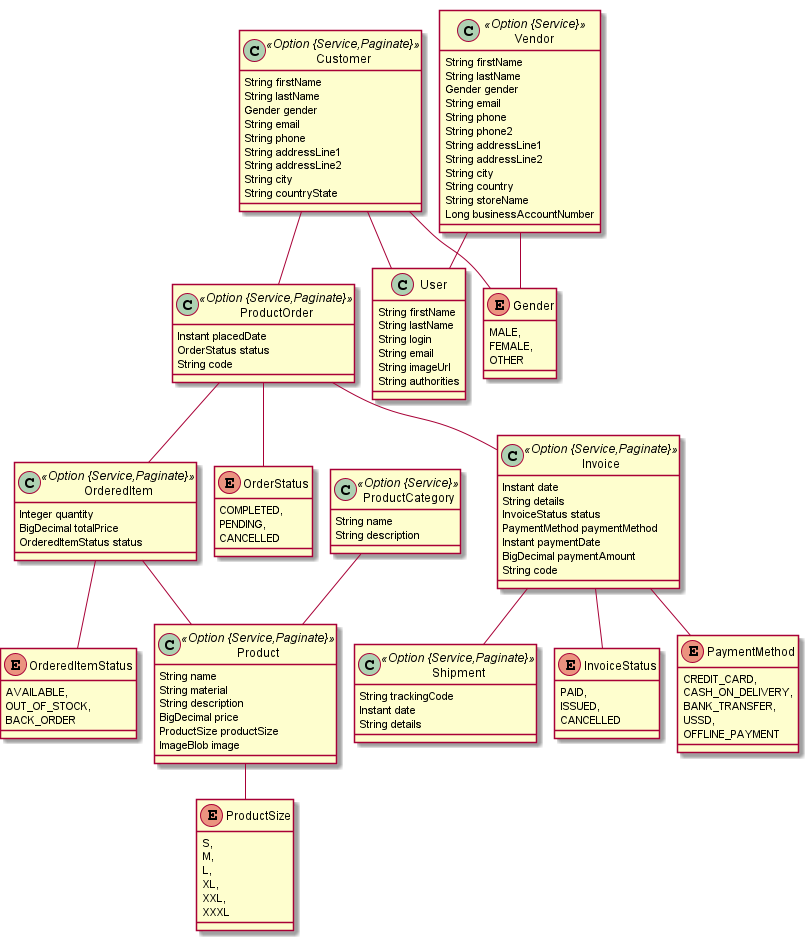 C «Option {Service,Paginate}»
Customer
String firstName
String lastName
Gender gender
String email
String phone
String addressLine1
String addressLine2
String city
String countryState
C «Option {Service}»
Vendor
String firstName
String lastName
Gender gender
String email
String phone
String phone2
String addressLine1
String addressLine2
String city
String country
String storeName
Long businessAccountNumber
C «Option {Service,Paginate}»
ProductOrder
Instant placedDate
OrderStatus status
String code
C User
String firstName
String lastName
String login
String email
String imageUrl
String authorities
E Gender
MALE,
FEMALE,
OTHER
C «Option {Service,Paginate}»
OrderedItem
Integer quantity
BigDecimal totalPrice
OrderedItemStatus status
E OrderStatus
COMPLETED,
PENDING,
CANCELLED
C «Option {Service}»
ProductCategory
String name
String description
C «Option {Service,Paginate}»
Invoice
Instant date
String details
InvoiceStatus status
PaymentMethod paymentMethod
Instant paymentDate
BigDecimal paymentAmount
String code
E OrderedItemStatus
AVAILABLE,
OUT_OF_STOCK,
BACK_ORDER
C «Option {Service,Paginate}»
Product
String name
String material
String description
BigDecimal price
ProductSize productSize
ImageBlob image
C «Option {Service,Paginate}»
Shipment
String trackingCode
Instant date
String details
E InvoiceStatus
PAID,
ISSUED,
CANCELLED
E PaymentMethod
CREDIT_CARD,
CASH_ON_DELIVERY,
BANK_TRANSFER,
USSD,
OFFLINE_PAYMENT
E ProductSize
S,
M,
L,
XL,
XXL,
XXXL